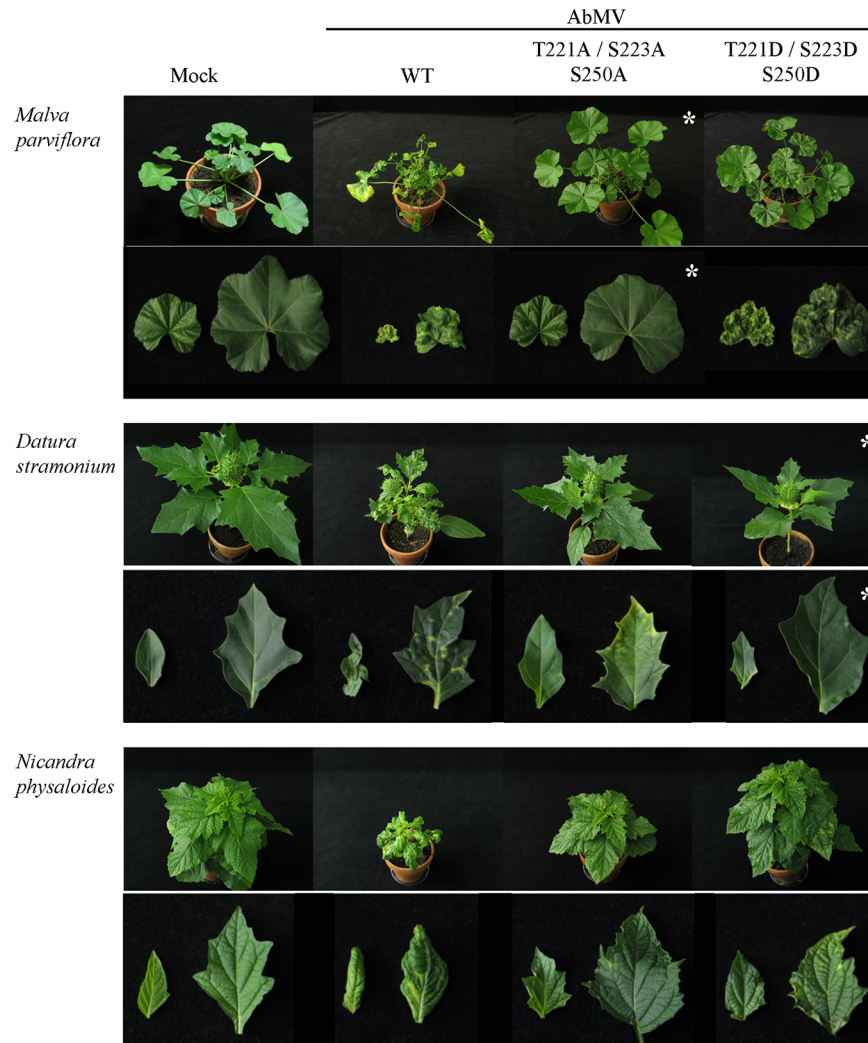 AbMV
Mock
WT
T221A / S223A
S250A
T221D / S223D
S250D
Malva
parviflora
*
*
Datura
stramonium
*
*
Nicandra
physaloides